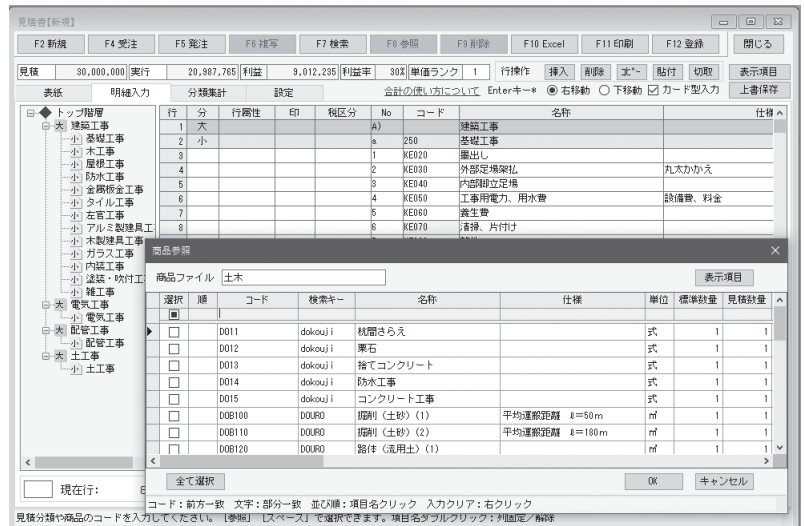 見積書【新規】
F2 新規 F4 受注 F5 発注 F6 複写 F7 検索 F8 参照 F9 削除 F10 Excel F11 印刷 F12 登録 閉じる
見積 30,000,000 実行 20,987,765 利益 9,012,235 利益率 30% 単価ランク 1 行操作 挿入 削除 コピー 貼付 切取 表示項目
表紙 明細入力 分類集計 設定 合計の使い方について Enterキー* 右移動 下移動 カード型入力 上書保存
トップ階層
大 建築工事
小 基礎工事
小 木工事
小 屋根工事
小 防水工事
小 金属板金工事
小 タイル工事
小 左官工事
小 アルミ製建具工
小 木製建具工事
小 ガラス工事
小 内装工事
小 塗装・吹付工
小 雑工事
大 電気工事
小 電気工事
大 配管工事
小 配管工事
大 土工事
小 土工事
行 分 行属性 印 税区分 No コード 名称 仕様
1 大 A) 建築工事
2 小 a 250 基礎工事
3 1 KE020 墨出し
4 2 KE030 外部足場架払 丸太かかえ
5 3 KE040 内部脚立足場
6 4 KE050 工事用電力、用水費 設備費、料金
7 5 KE060 養生費
8 6 KE070 清掃、片付け
商品参照
商品ファイル 土木 表示項目
選択 順 コード 検索キー 名称 仕様 単位 標準数量 見積数量
D011 dokouji 杭間さらえ 式 1 1
D012 dokouji 栗石 式 1 1
D013 dokouji 捨てコンクリート 式 1 1
D014 dokouji 防水工事 式 1 1
D015 dokouji コンクリート工事 式 1 1
DOB100 DOURO 掘削（土砂）(1) 平均運搬距離 ℓ=50m ㎥ 1 1
DOB110 DOURO 掘削（土砂）(2) 平均運搬距離 ℓ=180m ㎥ 1 1
DOB120 DOURO 路体（流用土）(1) ㎥ 1 1
全て選択 OK キャンセル
コード：前方一致 文字：部分一致 並び順：項目名クリック 入力クリア：右クリック
現在行：
見積分類や商品のコードを入力してください。 [参照] [スペース] で選択できます。項目名ダブルクリック：列固定／解除